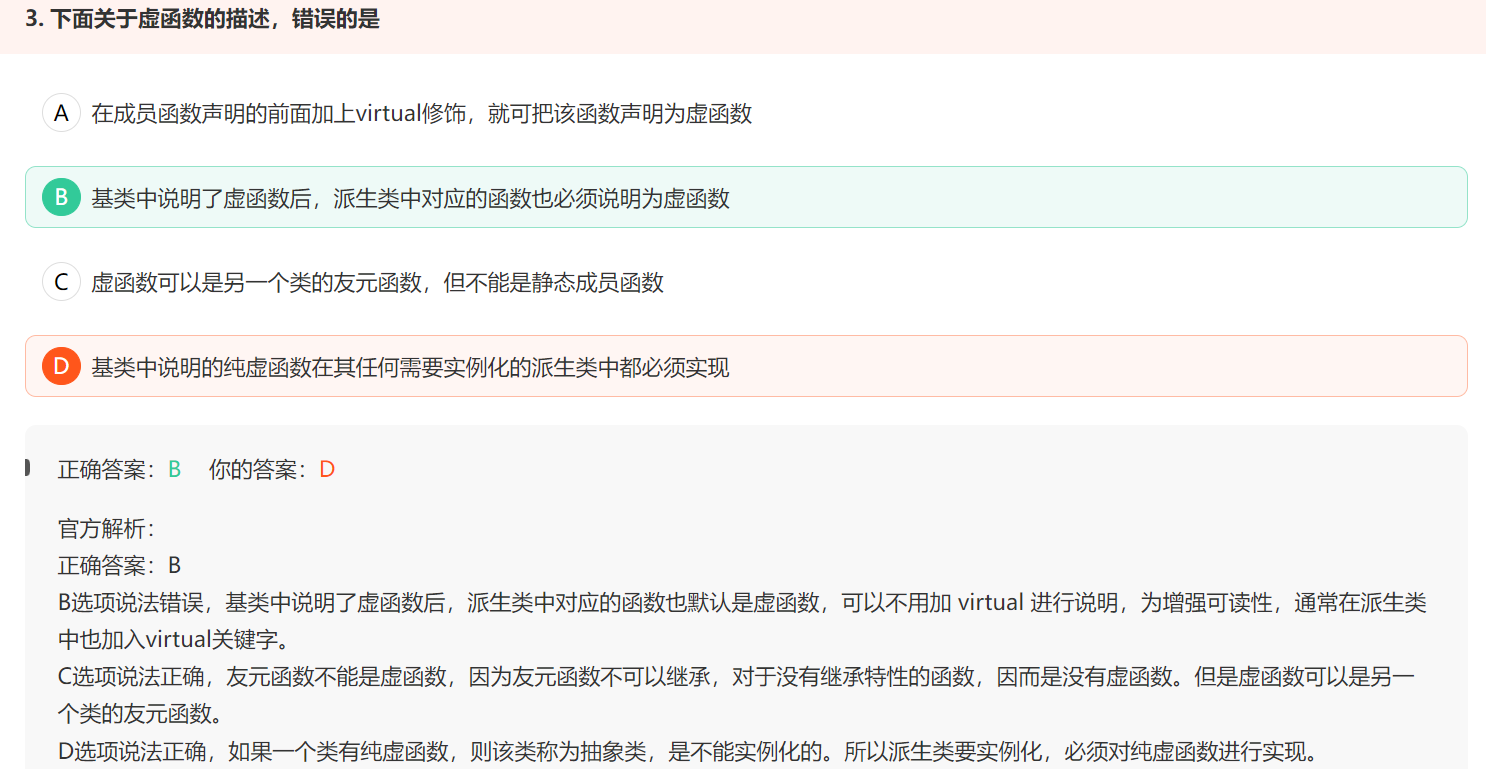 3. 下面关于虚函数的描述，错误的是
A 在成员函数声明的前面加上virtual修饰，就可把该函数声明为虚函数
B 基类中说明了虚函数后，派生类中对应的函数也必须说明为虚函数
C 虚函数可以是另一个类的友元函数，但不能是静态成员函数
D 基类中说明的纯虚函数在其任何需要实例化的派生类中都必须实现
正确答案：B 你的答案：D
官方解析：
正确答案：B
B选项说法错误，基类中说明了虚函数后，派生类中对应的函数也默认是虚函数，可以不用加 virtual 进行说明，为增强可读性，通常在派生类
中也加入virtual关键字。
C选项说法正确，友元函数不能是虚函数，因为友元函数不可以继承，对于没有继承特性的函数，因而是没有虚函数。但是虚函数可以是另一
个类的友元函数。
D选项说法正确，如果一个类有纯虚函数，则该类称为抽象类，是不能实例化的。所以派生类要实例化，必须对纯虚函数进行实现。